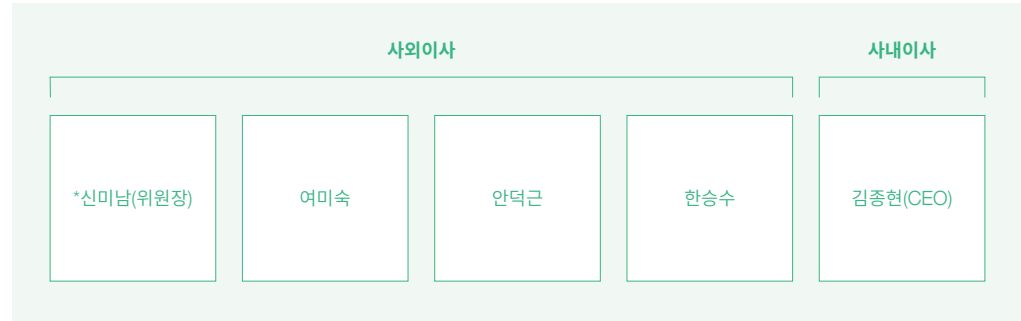 사외이사
사내이사
*신미남(위원장)
여미숙
안덕근
한승수
김종현(CEO)